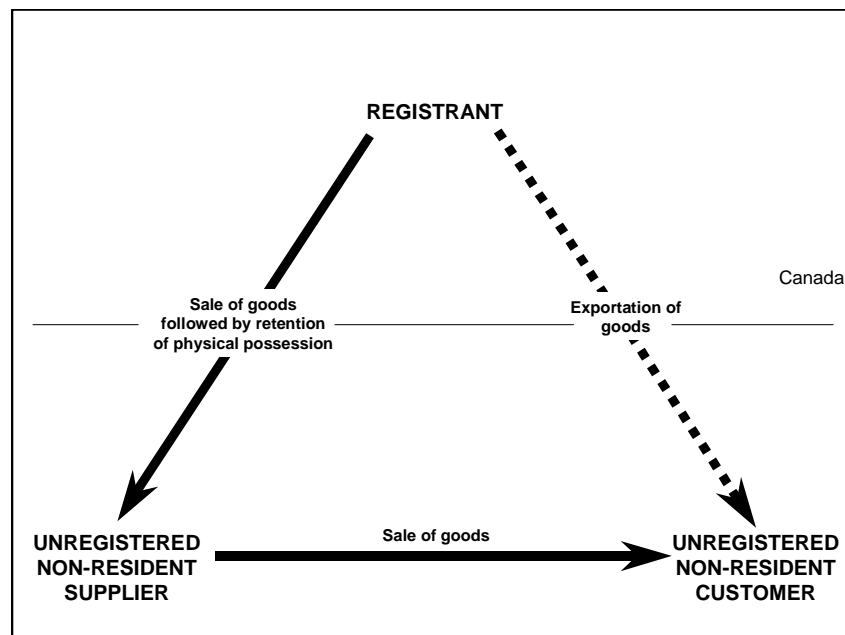 REGISTRANT
Canada
Sale of goods
followed by retention
of physical possession
Exportation of
goods
UNREGISTERED
NON-RESIDENT
SUPPLIER
Sale of goods
UNREGISTERED
NON-RESIDENT
CUSTOMER